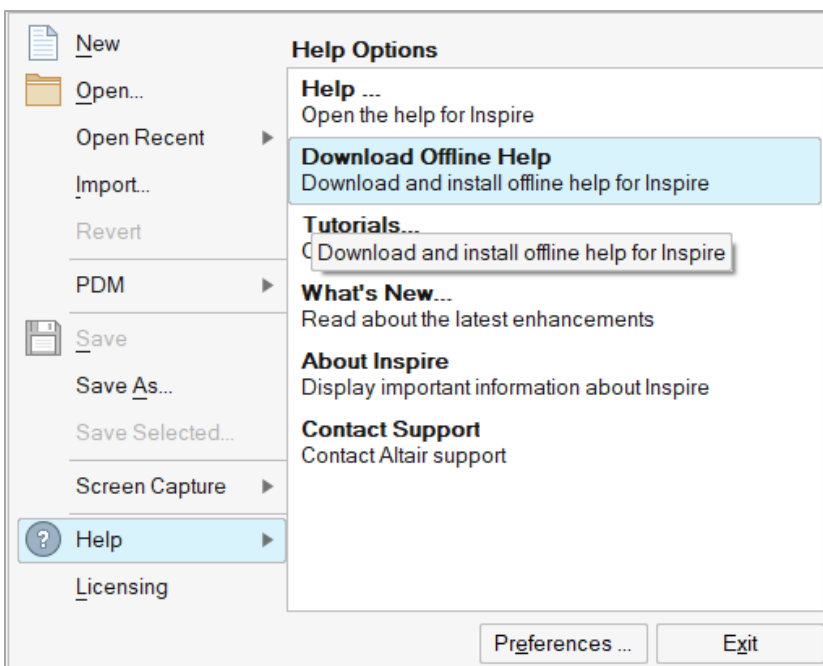 New
Open...
Open Recent
Import...
Revert
PDM
Save
Save As...
Save Selected...
Screen Capture
Help
Licensing
Help Options
Help ...
Open the help for Inspire
Download Offline Help
Download and install offline help for Inspire
Tutorials...
Download and install offline help for Inspire
What's New...
Read about the latest enhancements
About Inspire
Display important information about Inspire
Contact Support
Contact Altair support
Preferences ...
Exit